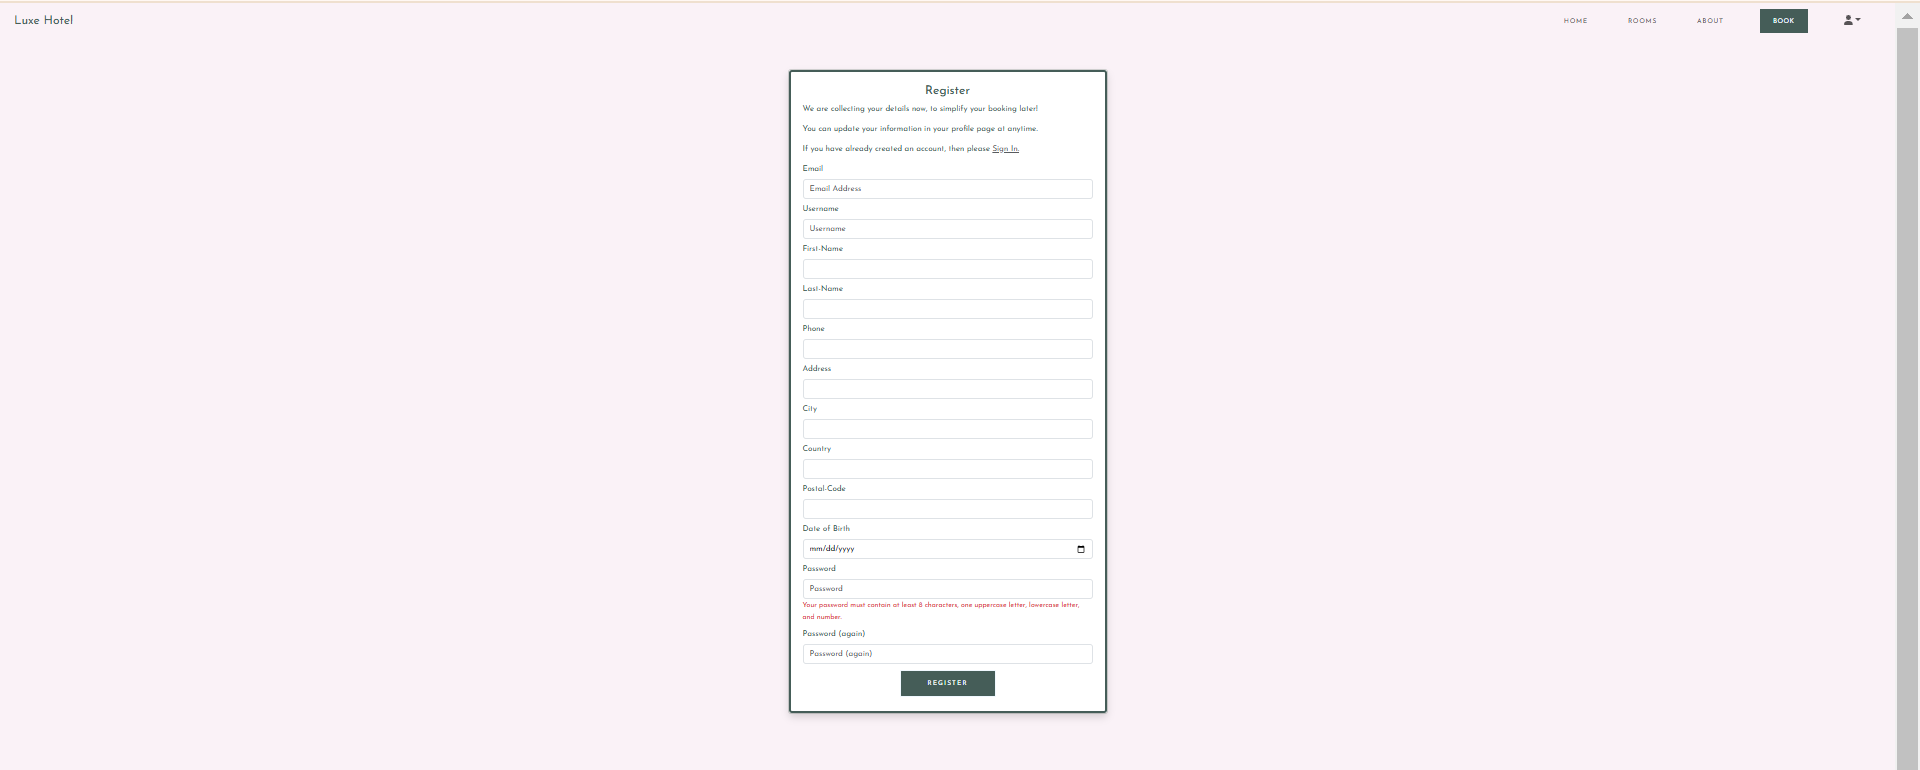 Luxe Hotel
HOME ROOMS ABOUT BOOK
Register
We are collecting your details now, to simplify your booking later!
You can update your information in your profile page at anytime.
If you have already created an account, then please Sign In.
Email
Email Address
Username
Username
First-Name
Last-Name
Phone
Address
City
Country
Postal-Code
Date of Birth
mm/dd/yyyy
Password
Password
Your password must contain at least 8 characters, one uppercase letter, lowercase letter,
and number.
Password (again)
Password (again)
REGISTER